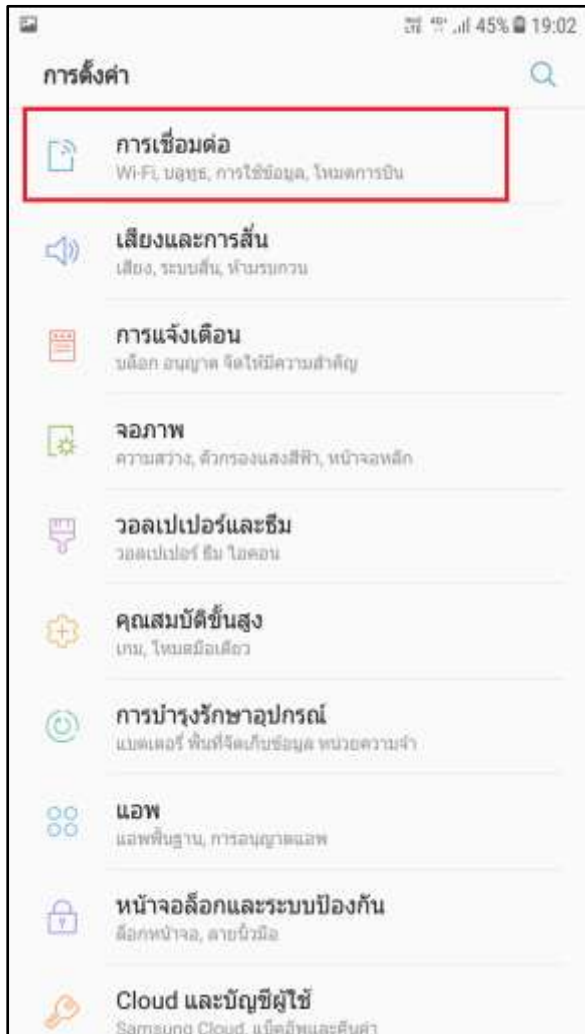 45% 19:02
การตั้งค่า
การเชื่อมต่อ
Wi-Fi, บลูทูธ, การใช้ข้อมูล, โหมดการบิน
เสียงและการสั่น
เสียง, ระบบสั่น, ห้ามรบกวน
การแจ้งเตือน
บล็อก อนุญาต จัดให้มีความสำคัญ
จอภาพ
ความสว่าง, ตัวกรองแสงสีฟ้า, หน้าจอหลัก
วอลเปเปอร์และธีม
วอลเปเปอร์ ธีม ไอคอน
คุณสมบัติขั้นสูง
เกม, โหมดมือเดียว
การบำรุงรักษาอุปกรณ์
แบตเตอรี่ พื้นที่จัดเก็บข้อมูล หน่วยความจำ
แอพ
แอพพื้นฐาน, การอนุญาตแอพ
หน้าจอล็อกและระบบป้องกัน
ล็อกหน้าจอ, ลายนิ้วมือ
Cloud และบัญชีผู้ใช้
Samsung Cloud, แบ็คอัพและคืนค่า